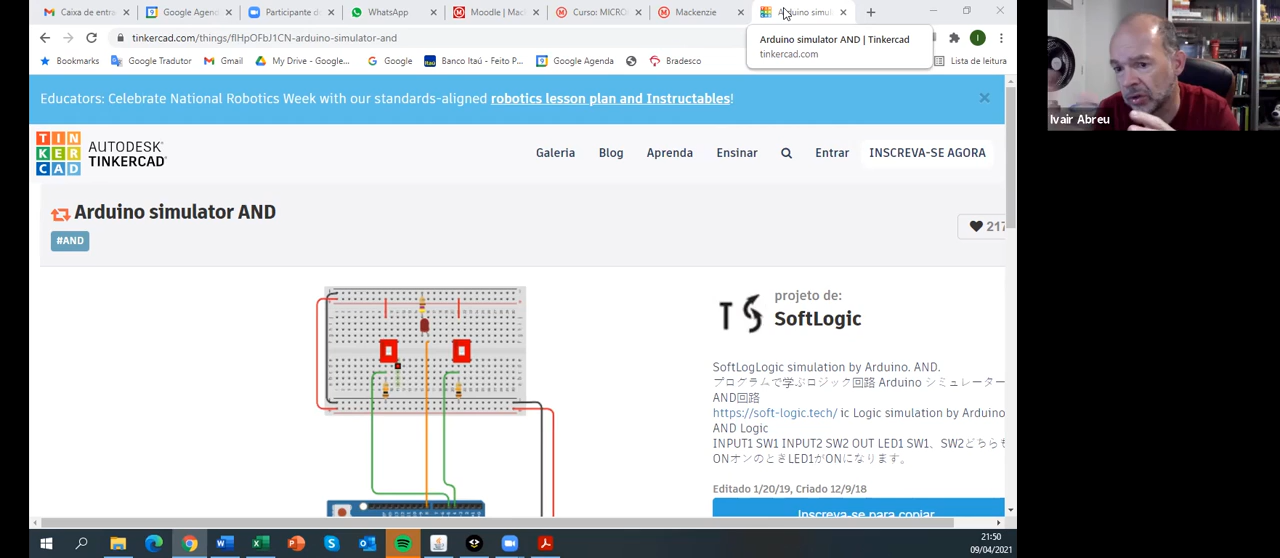 Caixa de entra
Google Agen
Participante d
WhatsApp
Moodle | Mac
Curso: MICRO
Mackenzie
Arduino simul
Arduino simulator AND | Tinkercad
tinkercad.com
tinkercad.com/things/flHpOFbJ1CN-arduino-simulator-and
Bookmarks
Google Tradutor
Gmail
My Drive - Google...
Google
Itaú
Banco Itaú - Feito P...
Google Agenda
Bradesco
Lista de leitura
Ivair Abreu
Educators: Celebrate National Robotics Week with our standards-aligned robotics lesson plan and Instructables!
TIN
KER
CAD
AUTODESK
TINKERCAD
Galeria
Blog
Aprenda
Ensinar
Entrar
INSCREVA-SE AGORA
Arduino simulator AND
#AND
217
projeto de:
SoftLogic
SoftLogLogic simulation by Arduino. AND.
プログラムで学ぶロジック回路 Arduino シミュレーター
AND回路
https://soft-logic.tech/ ic Logic simulation by Arduino
AND Logic
INPUT1 SW1 INPUT2 SW2 OUT LED1 SW1、SW2どちらも
ONオンのときLED1がONになります。
Editado 1/20/19, Criado 12/9/18
Inscreva-se para copiar
21:50
09/04/2021